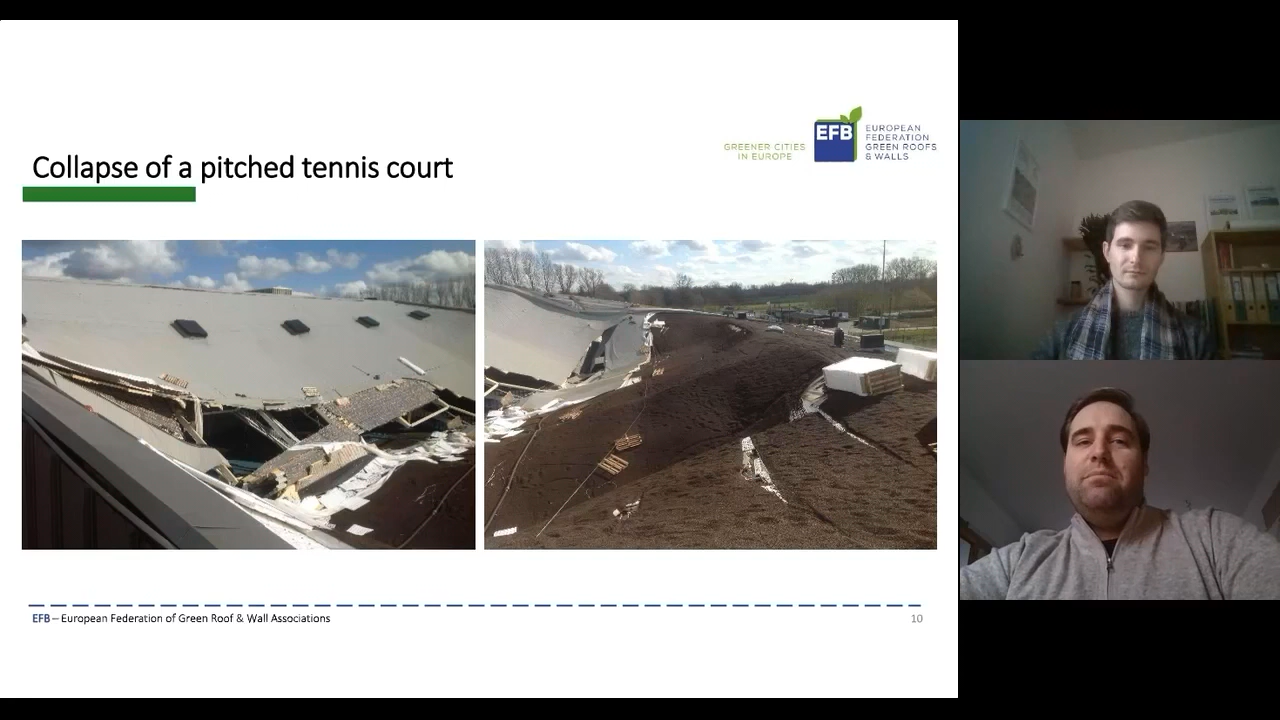 GREENER CITIES
IN EUROPE
EFB
EUROPEAN
FEDERATION
GREEN ROOFS
& WALLS
Collapse of a pitched tennis court
EFB – European Federation of Green Roof & Wall Associations
10